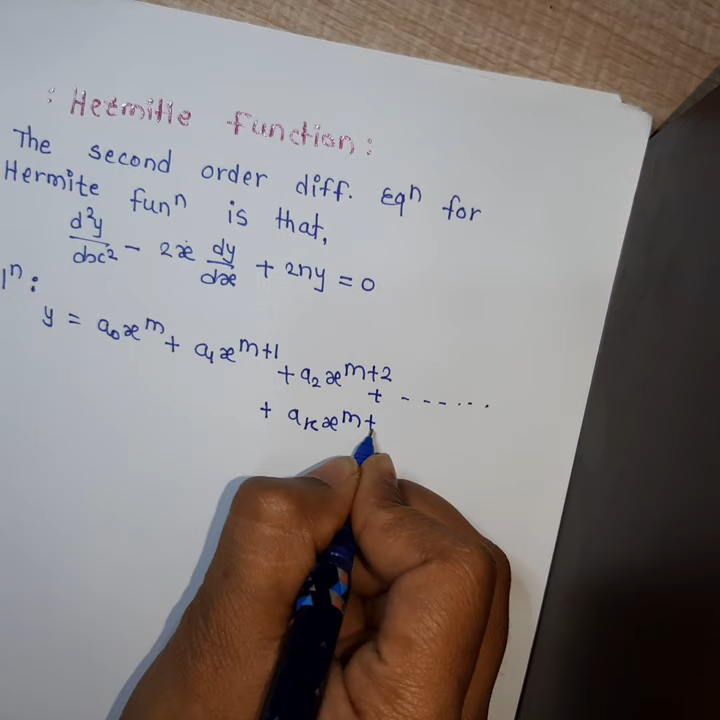 : Hermite Function :
The second order diff. Eqⁿ for
Hermite funⁿ is that,
d²y/dx² - 2x dy/dx + 2ny = 0
lⁿ :
y = a₀x^m + a₁x^m+1
+ a₂x^m+2
+ - - - - · · ·
+ aₖx^m+